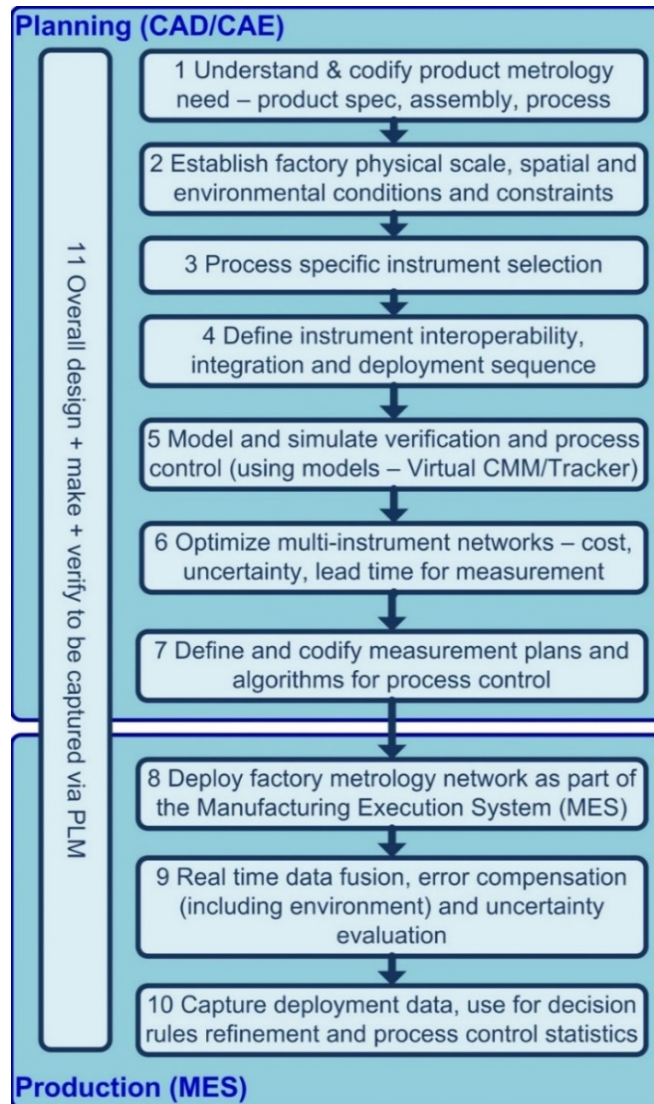 Planning (CAD/CAE)
1 Understand & codify product metrology
need – product spec, assembly, process
2 Establish factory physical scale, spatial and
environmental conditions and constraints
3 Process specific instrument selection
4 Define instrument interoperability,
integration and deployment sequence
5 Model and simulate verification and process
control (using models – Virtual CMM/Tracker)
6 Optimize multi-instrument networks – cost,
uncertainty, lead time for measurement
7 Define and codify measurement plans and
algorithms for process control
11 Overall design + make + verify to be captured via PLM
8 Deploy factory metrology network as part of
the Manufacturing Execution System (MES)
9 Real time data fusion, error compensation
(including environment) and uncertainty
evaluation
10 Capture deployment data, use for decision
rules refinement and process control statistics
Production (MES)